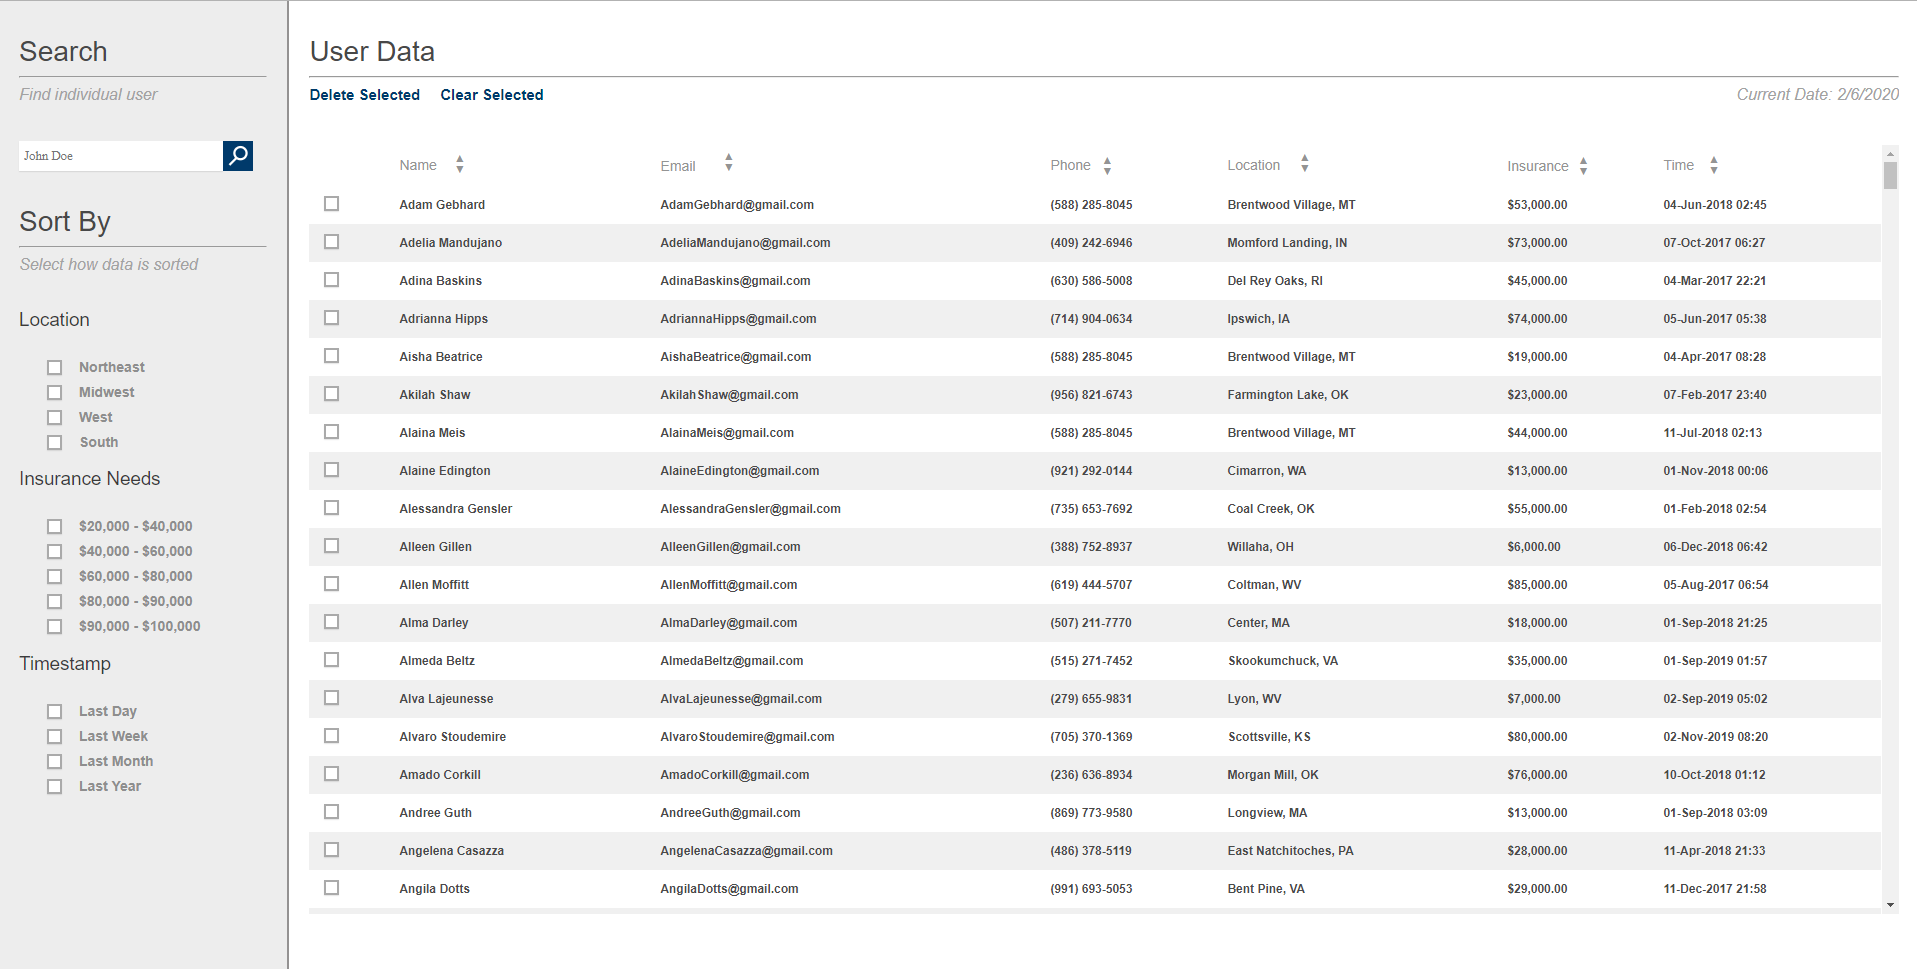 Search
Find individual user
John Doe
Sort By
Select how data is sorted
Location
Northeast
Midwest
West
South
Insurance Needs
$20,000 - $40,000
$40,000 - $60,000
$60,000 - $80,000
$80,000 - $90,000
$90,000 - $100,000
Timestamp
Last Day
Last Week
Last Month
Last Year
User Data
Delete Selected Clear Selected Current Date: 2/6/2020
Name Email Phone Location Insurance Time
Adam Gebhard AdamGebhard@gmail.com (588) 285-8045 Brentwood Village, MT $53,000.00 04-Jun-2018 02:45
Adelia Mandujano AdeliaMandujano@gmail.com (409) 242-6946 Momford Landing, IN $73,000.00 07-Oct-2017 06:27
Adina Baskins AdinaBaskins@gmail.com (630) 586-5008 Del Rey Oaks, RI $45,000.00 04-Mar-2017 22:21
Adrianna Hipps AdriannaHipps@gmail.com (714) 904-0634 Ipswich, IA $74,000.00 05-Jun-2017 05:38
Aisha Beatrice AishaBeatrice@gmail.com (588) 285-8045 Brentwood Village, MT $19,000.00 04-Apr-2017 08:28
Akilah Shaw AkilahShaw@gmail.com (956) 821-6743 Farmington Lake, OK $23,000.00 07-Feb-2017 23:40
Alaina Meis AlainaMeis@gmail.com (588) 285-8045 Brentwood Village, MT $44,000.00 11-Jul-2018 02:13
Alaine Edington AlaineEdington@gmail.com (921) 292-0144 Cimarron, WA $13,000.00 01-Nov-2018 00:06
Alessandra Gensler AlessandraGensler@gmail.com (735) 653-7692 Coal Creek, OK $55,000.00 01-Feb-2018 02:54
Alleen Gillen AlleenGillen@gmail.com (388) 752-8937 Willaha, OH $6,000.00 06-Dec-2018 06:42
Allen Moffitt AllenMoffitt@gmail.com (619) 444-5707 Coltman, WV $85,000.00 05-Aug-2017 06:54
Alma Darley AlmaDarley@gmail.com (507) 211-7770 Center, MA $18,000.00 01-Sep-2018 21:25
Almeda Beltz AlmedaBeltz@gmail.com (515) 271-7452 Skookumchuck, VA $35,000.00 01-Sep-2019 01:57
Alva Lajeunesse AlvaLajeunesse@gmail.com (279) 655-9831 Lyon, WV $7,000.00 02-Sep-2019 05:02
Alvaro Stoudemire AlvaroStoudemire@gmail.com (705) 370-1369 Scottsville, KS $80,000.00 02-Nov-2019 08:20
Amado Corkill AmadoCorkill@gmail.com (236) 636-8934 Morgan Mill, OK $76,000.00 10-Oct-2018 01:12
Andree Guth AndreeGuth@gmail.com (869) 773-9580 Longview, MA $13,000.00 01-Sep-2018 03:09
Angelena Casazza AngelenaCasazza@gmail.com (486) 378-5119 East Natchitoches, PA $28,000.00 11-Apr-2018 21:33
Angila Dotts AngilaDotts@gmail.com (991) 693-5053 Bent Pine, VA $29,000.00 11-Dec-2017 21:58